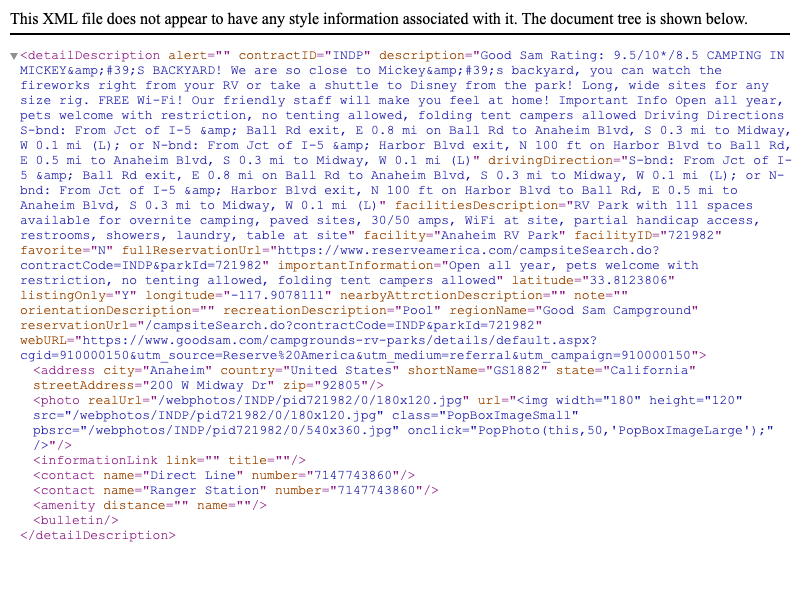 This XML file does not appear to have any style information associated with it. The document tree is shown below.
▼<detailDescription alert="" contractID="INDP" description="Good Sam Rating: 9.5/10*/8.5 CAMPING IN
MICKEY&amp;#39;S BACKYARD! We are so close to Mickey&amp;#39;s backyard, you can watch the
fireworks right from your RV or take a shuttle to Disney from the park! Long, wide sites for any
size rig. FREE Wi-Fi! Our friendly staff will make you feel at home! Important Info Open all year,
pets welcome with restriction, no tenting allowed, folding tent campers allowed Driving Directions
S-bnd: From Jct of I-5 &amp; Ball Rd exit, E 0.8 mi on Ball Rd to Anaheim Blvd, S 0.3 mi to Midway,
W 0.1 mi (L); or N-bnd: From Jct of I-5 &amp; Harbor Blvd exit, N 100 ft on Harbor Blvd to Ball Rd,
E 0.5 mi to Anaheim Blvd, S 0.3 mi to Midway, W 0.1 mi (L)" drivingDirection="S-bnd: From Jct of I-
5 &amp; Ball Rd exit, E 0.8 mi on Ball Rd to Anaheim Blvd, S 0.3 mi to Midway, W 0.1 mi (L); or N-
bnd: From Jct of I-5 &amp; Harbor Blvd exit, N 100 ft on Harbor Blvd to Ball Rd, E 0.5 mi to
Anaheim Blvd, S 0.3 mi to Midway, W 0.1 mi (L)" facilitiesDescription="RV Park with 111 spaces
available for overnite camping, paved sites, 30/50 amps, WiFi at site, partial handicap access,
restrooms, showers, laundry, table at site" facility="Anaheim RV Park" facilityID="721982"
favorite="N" fullReservationUrl="https://www.reserveamerica.com/campsiteSearch.do?
contractCode=INDP&parkId=721982" importantInformation="Open all year, pets welcome with
restriction, no tenting allowed, folding tent campers allowed" latitude="33.8123806"
listingOnly="Y" longitude="-117.9078111" nearbyAttrctionDescription="" note=""
orientationDescription="" recreationDescription="Pool" regionName="Good Sam Campground"
reservationUrl="/campsiteSearch.do?contractCode=INDP&parkId=721982"
webURL="https://www.goodsam.com/campgrounds-rv-parks/details/default.aspx?
cgid=910000150&utm_source=Reserve%20America&utm_medium=referral&utm_campaign=910000150">
<address city="Anaheim" country="United States" shortName="GS1882" state="California"
streetAddress="200 W Midway Dr" zip="92805"/>
<photo realUrl="/webphotos/INDP/pid721982/0/180x120.jpg" url="<img width="180" height="120"
src="/webphotos/INDP/pid721982/0/180x120.jpg" class="PopBoxImageSmall"
pbsrc="/webphotos/INDP/pid721982/0/540x360.jpg" onclick="PopPhoto(this,50,'PopBoxImageLarge');"
/>"/>
<informationLink link="" title=""/>
<contact name="Direct Line" number="7147743860"/>
<contact name="Ranger Station" number="7147743860"/>
<amenity distance="" name=""/>
<bulletin/>
</detailDescription>